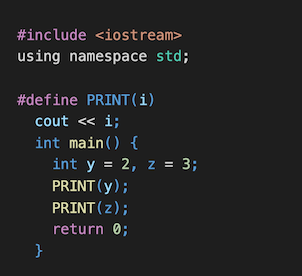 #include <iostream>
using namespace std;

#define PRINT(i)
  cout << i;
  int main() {
    int y = 2, z = 3;
    PRINT(y);
    PRINT(z);
    return 0;
  }